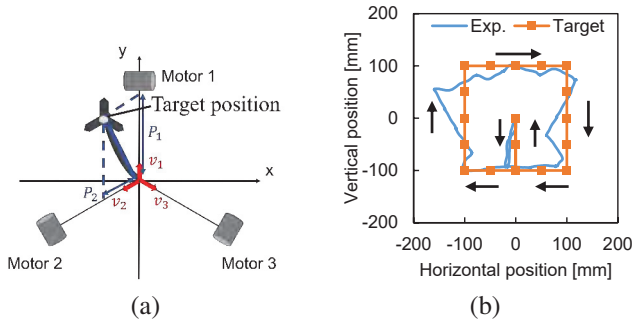 y
Motor 1
Target position
P₁
v₁
x
P₂
v₂
v₃
Motor 2
Motor 3
(a)
200
Exp.
Target
100
0
-100
-200
Vertical position [mm]
-200
-100
0
100
200
Horizontal position [mm]
(b)